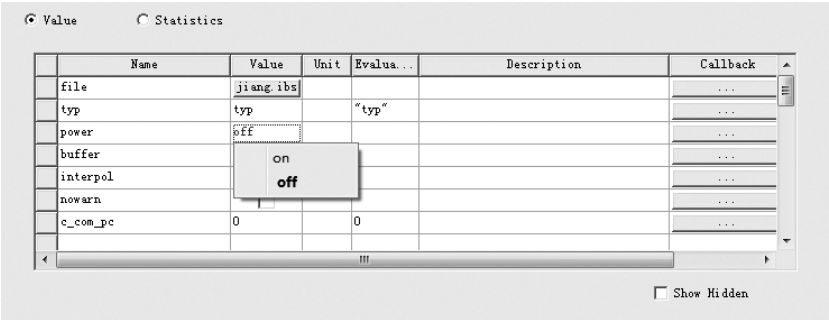 Value Statistics
Name Value Unit Evalua... Description Callback
file jiang.ibs ...
typ typ "typ" ...
power off ...
buffer on ...
interpol off ...
nowarn ...
c_com_pc 0 0 ...
Show Hidden